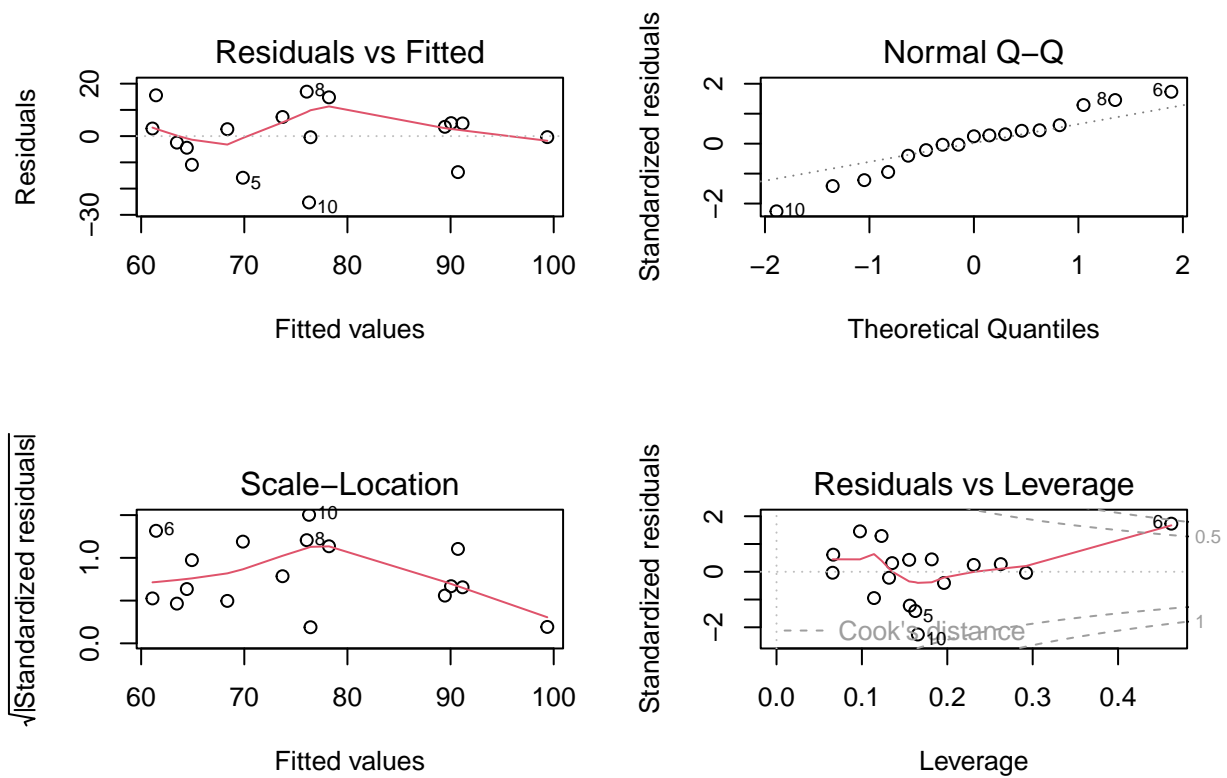 Residuals vs Fitted
Residuals
20
0
−30
8
5
10
60 70 80 90 100
Fitted values
Normal Q−Q
Standardized residuals
2
0
−2
6
8
10
−2 −1 0 1 2
Theoretical Quantiles
Scale−Location
√|Standardized residuals|
1.0
0.0
10
6
8
60 70 80 90 100
Fitted values
Residuals vs Leverage
Standardized residuals
2
0
−2
6
0.5
5
1
Cook's distance
10
0.0 0.1 0.2 0.3 0.4
Leverage